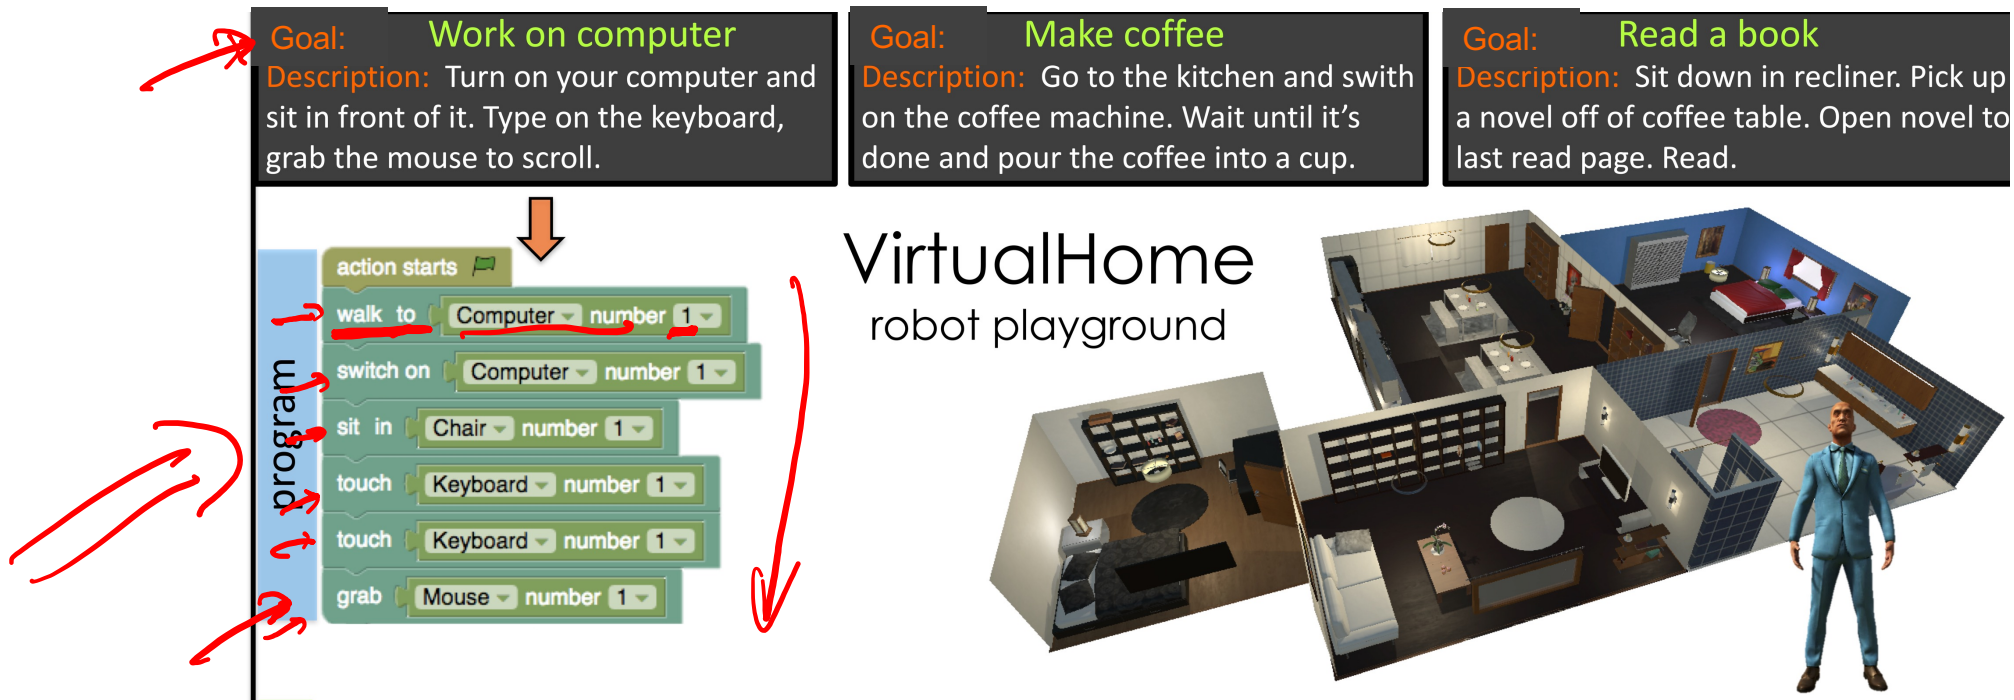 Goal: Work on computer
Description: Turn on your computer and
sit in front of it. Type on the keyboard,
grab the mouse to scroll.
Goal: Make coffee
Description: Go to the kitchen and swith
on the coffee machine. Wait until it's
done and pour the coffee into a cup.
Goal: Read a book
Description: Sit down in recliner. Pick up
a novel off of coffee table. Open novel to
last read page. Read.
program
action starts
walk to Computer number 1
switch on Computer number 1
sit in Chair number 1
touch Keyboard number 1
touch Keyboard number 1
grab Mouse number 1
VirtualHome
robot playground